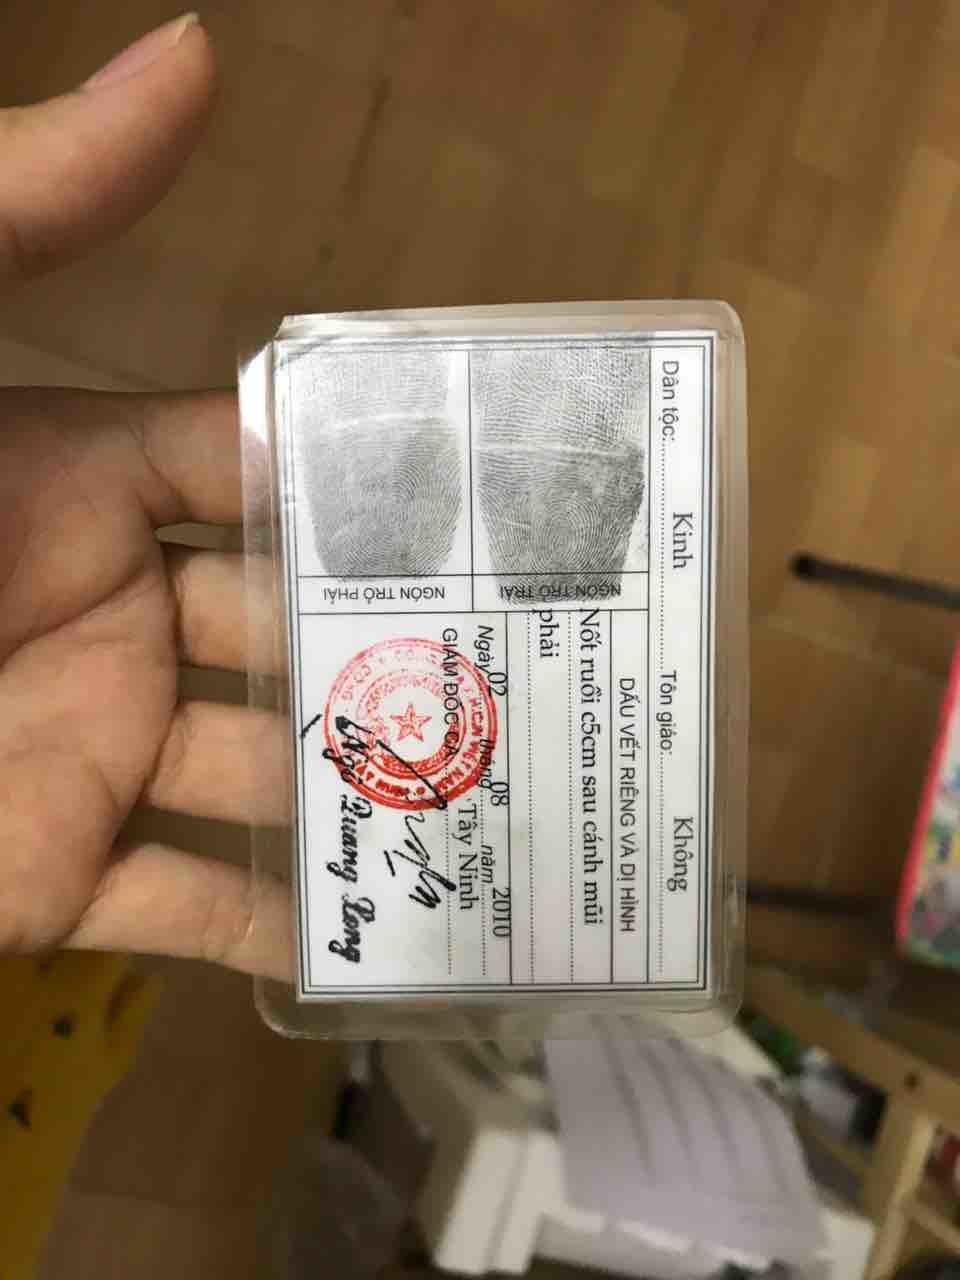 Dân tộc: Kinh Tôn giáo: Không
DẤU VẾT RIÊNG VÀ DỊ HÌNH
Nốt ruồi c5cm sau cánh mũi
phải
NGÓN TRỎ TRÁI
NGÓN TRỎ PHẢI
Ngày 02 tháng 08 năm 2010
GIÁM ĐỐC CA Tây Ninh
Ngô Quang Long